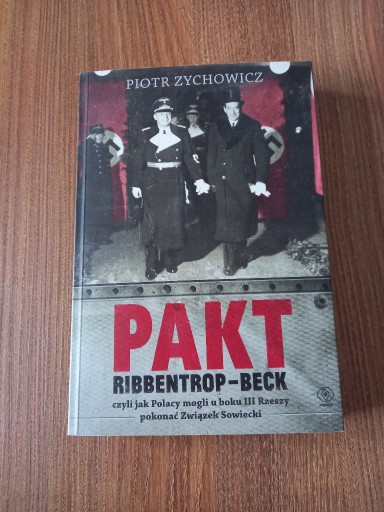 PIOTR ZYCHOWICZ
PAKT
RIBBENTROP–BECK
czyli jak Polacy mogli u boku III Rzeszy
pokonać Związek Sowiecki